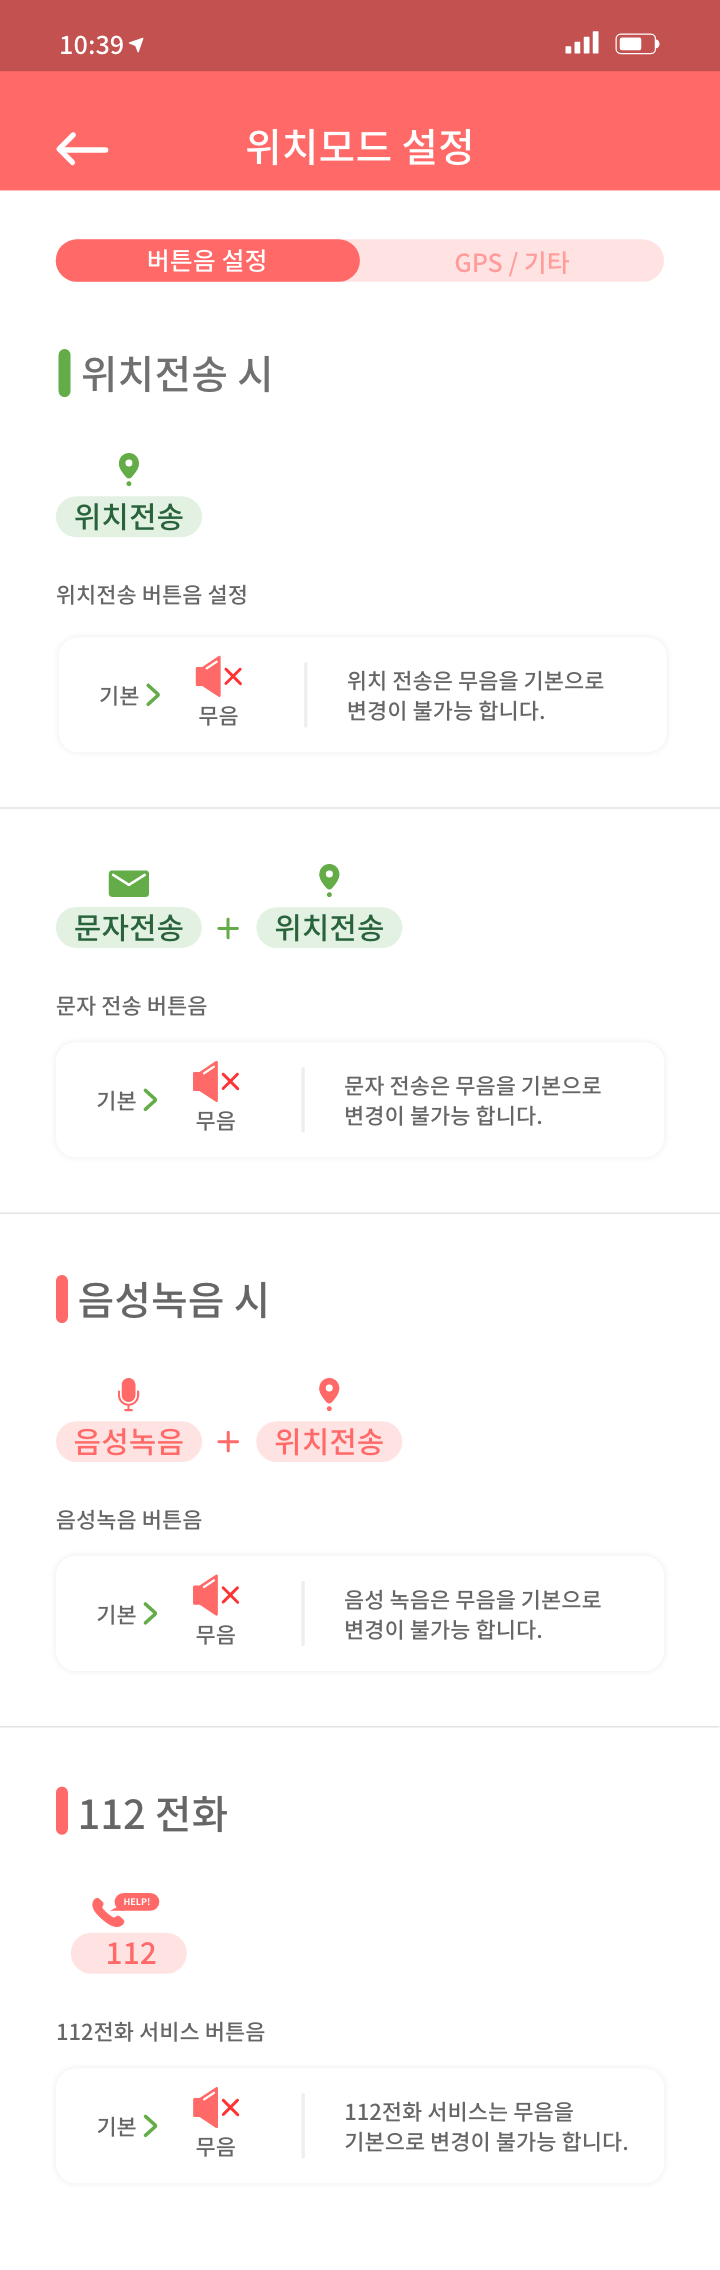 10:39
위치모드 설정
버튼음 설정
GPS / 기타
위치전송 시
위치전송
위치전송 버튼음 설정
기본
무음
위치 전송은 무음을 기본으로
변경이 불가능 합니다.
문자전송 + 위치전송
문자 전송 버튼음
기본
무음
문자 전송은 무음을 기본으로
변경이 불가능 합니다.
음성녹음 시
음성녹음 + 위치전송
음성녹음 버튼음
기본
무음
음성 녹음은 무음을 기본으로
변경이 불가능 합니다.
112 전화
HELP!
112
112전화 서비스 버튼음
기본
무음
112전화 서비스는 무음을
기본으로 변경이 불가능 합니다.